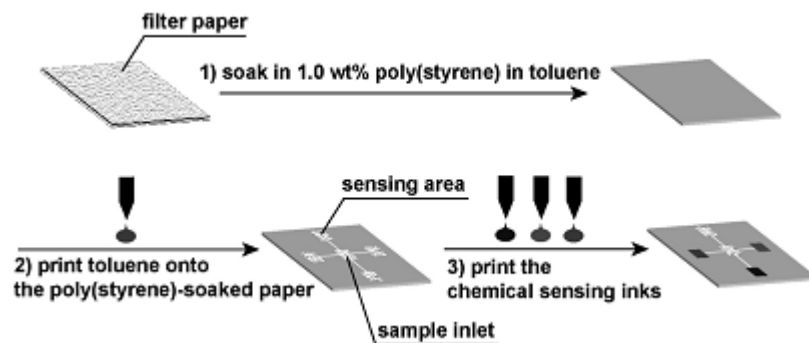 filter paper
1) soak in 1.0 wt% poly(styrene) in toluene
sensing area
2) print toluene onto
the poly(styrene)-soaked paper
3) print the
chemical sensing inks
sample inlet